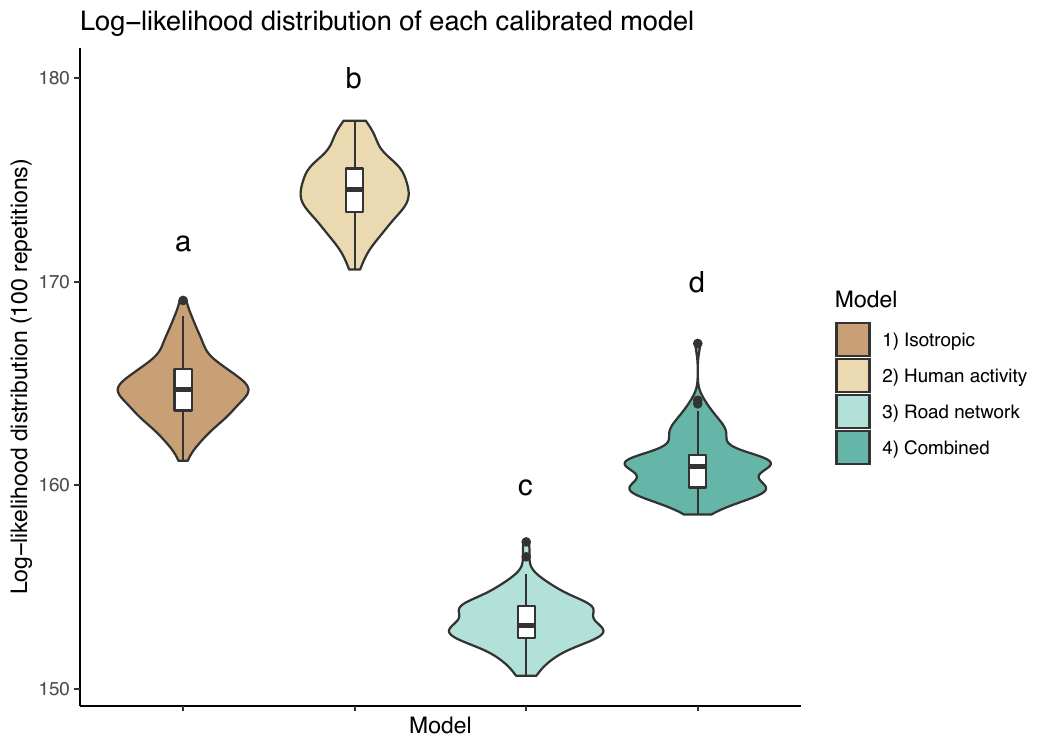 Log−likelihood distribution of each calibrated model
Log−likelihood distribution (100 repetitions)
180
170
160
150
a
b
c
d
Model
Model
1) Isotropic
2) Human activity
3) Road network
4) Combined